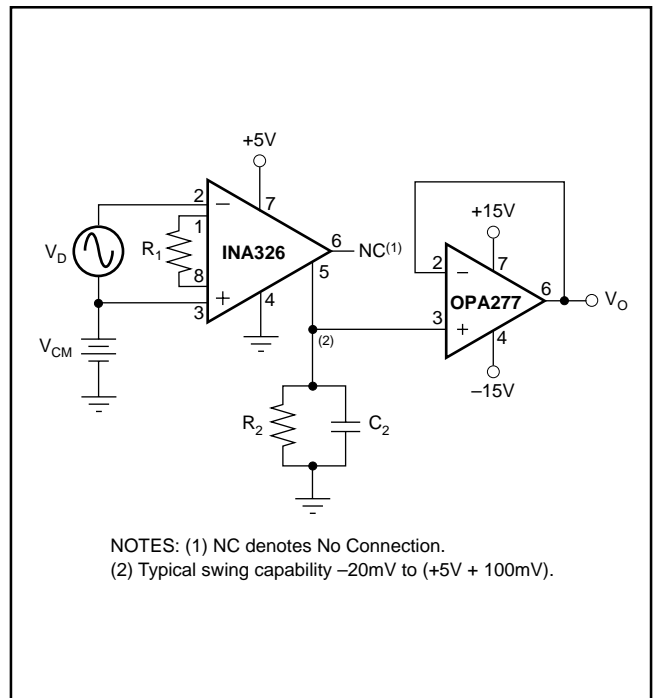 +5V
2
1
7
–
V_D
R_1
INA326
6
NC(1)
5
8
+
4
3
V_CM
(2)
R_2
C_2
+15V
2
–
7
OPA277
6
V_O
3
+
4
–15V
NOTES: (1) NC denotes No Connection.
(2) Typical swing capability –20mV to (+5V + 100mV).